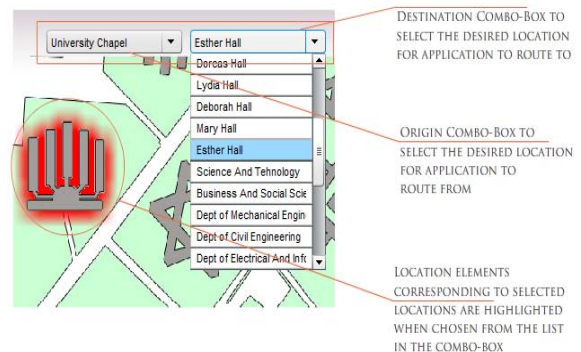 University Chapel
Esther Hall
Dorcas Hall
Lydia Hall
Deborah Hall
Mary Hall
Esther Hall
Science And Tehnology
Business And Social Scie
Dept of Mechanical Engin
Dept of Civil Engineering
Dept of Electrical And Info
DESTINATION COMBO-BOX TO
SELECT THE DESIRED LOCATION
FOR APPLICATION TO ROUTE TO
ORIGIN COMBO-BOX TO
SELECT THE DESIRED LOCATION
FOR APPLICATION TO
ROUTE FROM
LOCATION ELEMENTS
CORRESPONDING TO SELECTED
LOCATIONS ARE HIGHLIGHTED
WHEN CHOSEN FROM THE LIST
IN THE COMBO-BOX